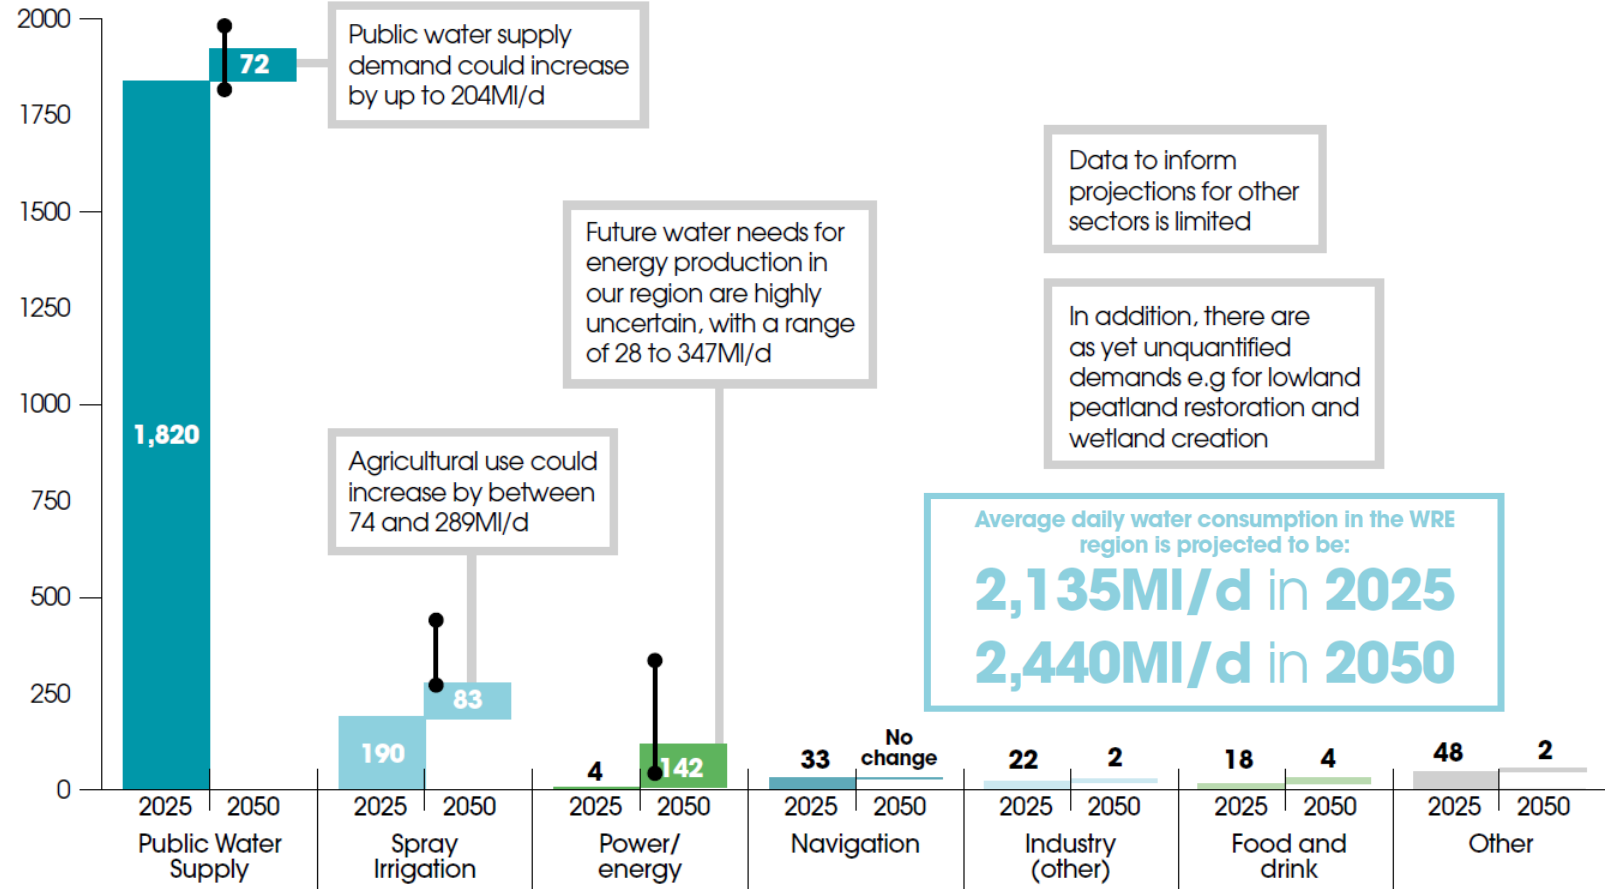 2000
1750
1500
1250
1000
750
500
250
0
72
1,820
Public water supply
demand could increase
by up to 204Ml/d
Agricultural use could
increase by between
74 and 289Ml/d
83
190
Future water needs for
energy production in
our region are highly
uncertain, with a range
of 28 to 347Ml/d
4
142
33
No
change
22
2
18
4
48
2
Data to inform
projections for other
sectors is limited
In addition, there are
as yet unquantified
demands e.g for lowland
peatland restoration and
wetland creation
Average daily water consumption in the WRE
region is projected to be:
2,135Ml/d in 2025
2,440Ml/d in 2050
2025 2050 2025 2050 2025 2050 2025 2050 2025 2050 2025 2050 2025 2050
Public Water
Supply
Spray
Irrigation
Power/
energy
Navigation
Industry
(other)
Food and
drink
Other